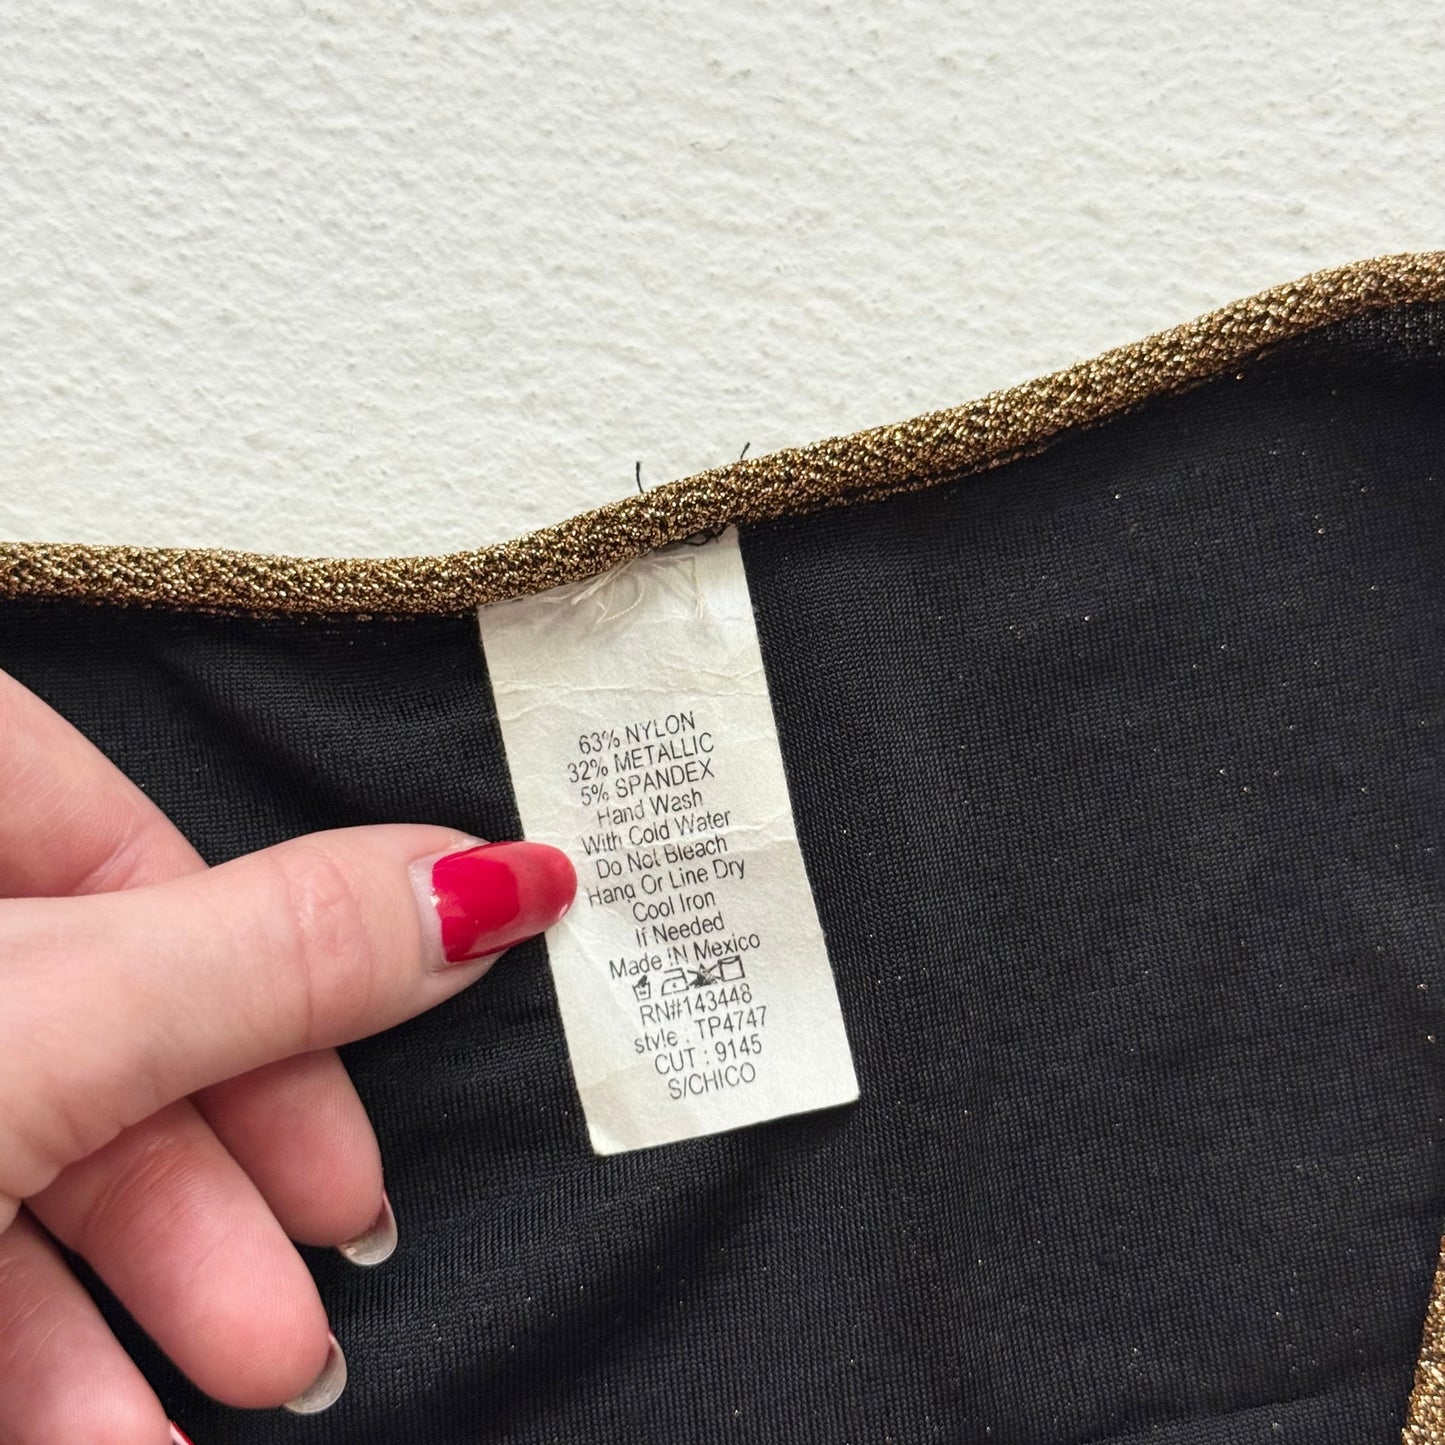 63% NYLON
32% METALLIC
5% SPANDEX
Hand Wash
With Cold Water
Do Not Bleach
Hang Or Line Dry
Cool Iron
If Needed
Made IN Mexico
RN#143448
style . TP4747
CUT : 9145
S/CHICO